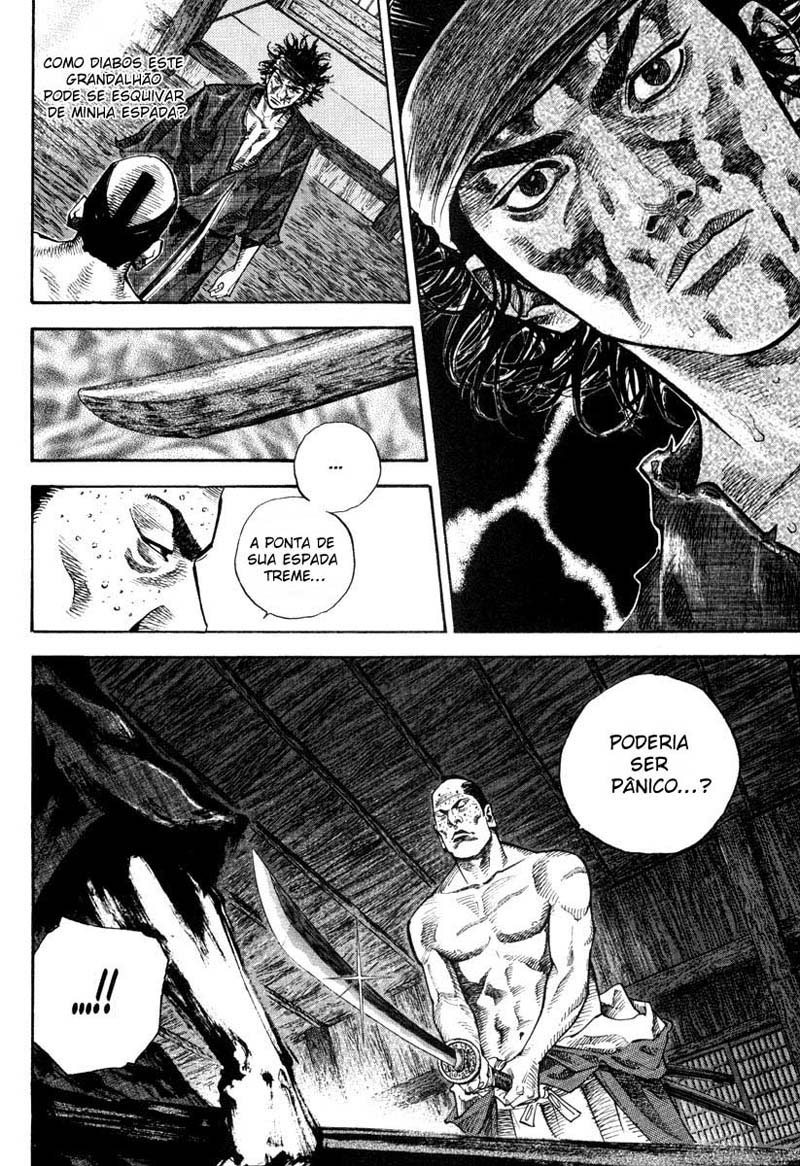 COMO DIABOS ESTE
GRANDALHÃO
PODE SE ESQUIVAR
DE MINHA ESPADA?
...
A PONTA DE
SUA ESPADA
TREME...
PODERIA
SER
PÂNICO...?
.....!!